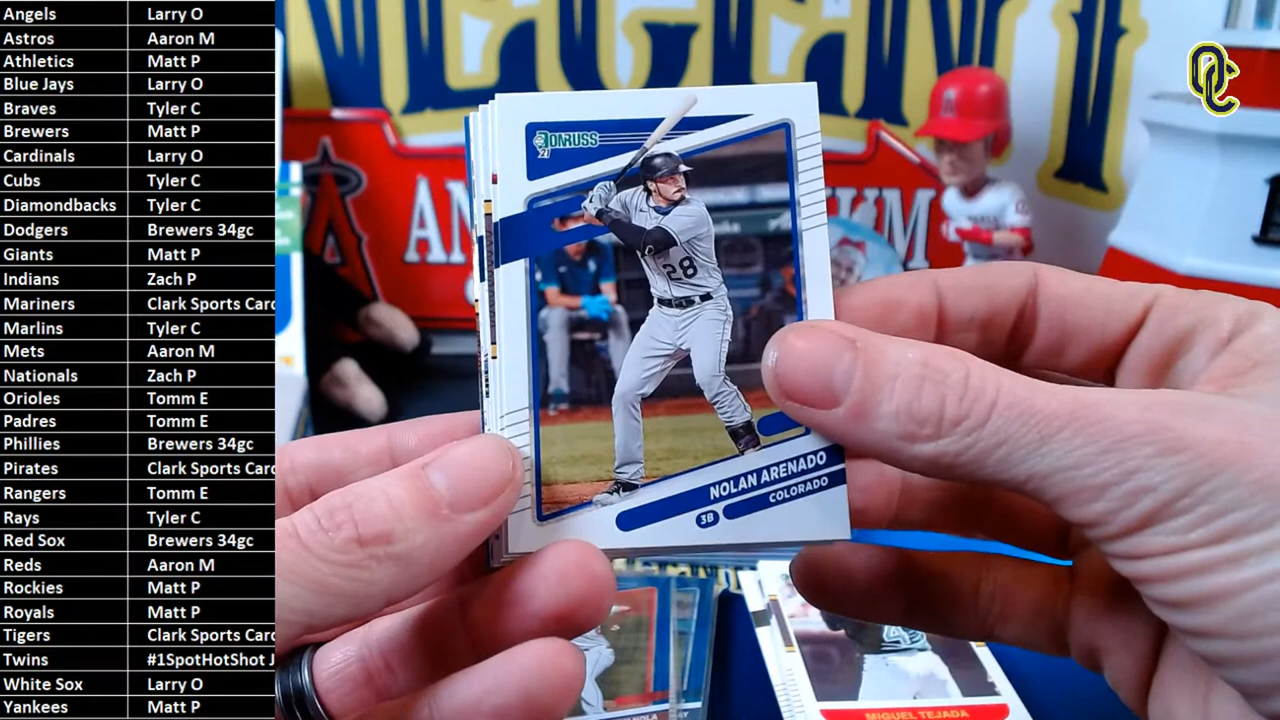 Angels Larry O
Astros Aaron M
Athletics Matt P
Blue Jays Larry O
Braves Tyler C
Brewers Matt P
Cardinals Larry O
Cubs Tyler C
Diamondbacks Tyler C
Dodgers Brewers 34gc
Giants Matt P
Indians Zach P
Mariners Clark Sports Card
Marlins Tyler C
Mets Aaron M
Nationals Zach P
Orioles Tomm E
Padres Tomm E
Phillies Brewers 34gc
Pirates Clark Sports Card
Rangers Tomm E
Rays Tyler C
Red Sox Brewers 34gc
Reds Aaron M
Rockies Matt P
Royals Matt P
Tigers Clark Sports Card
Twins #1SpotHotShot J
White Sox Larry O
Yankees Matt P
OC
DONRUSS
21
28
NOLAN ARENADO
3B COLORADO
MIGUEL TEJADA